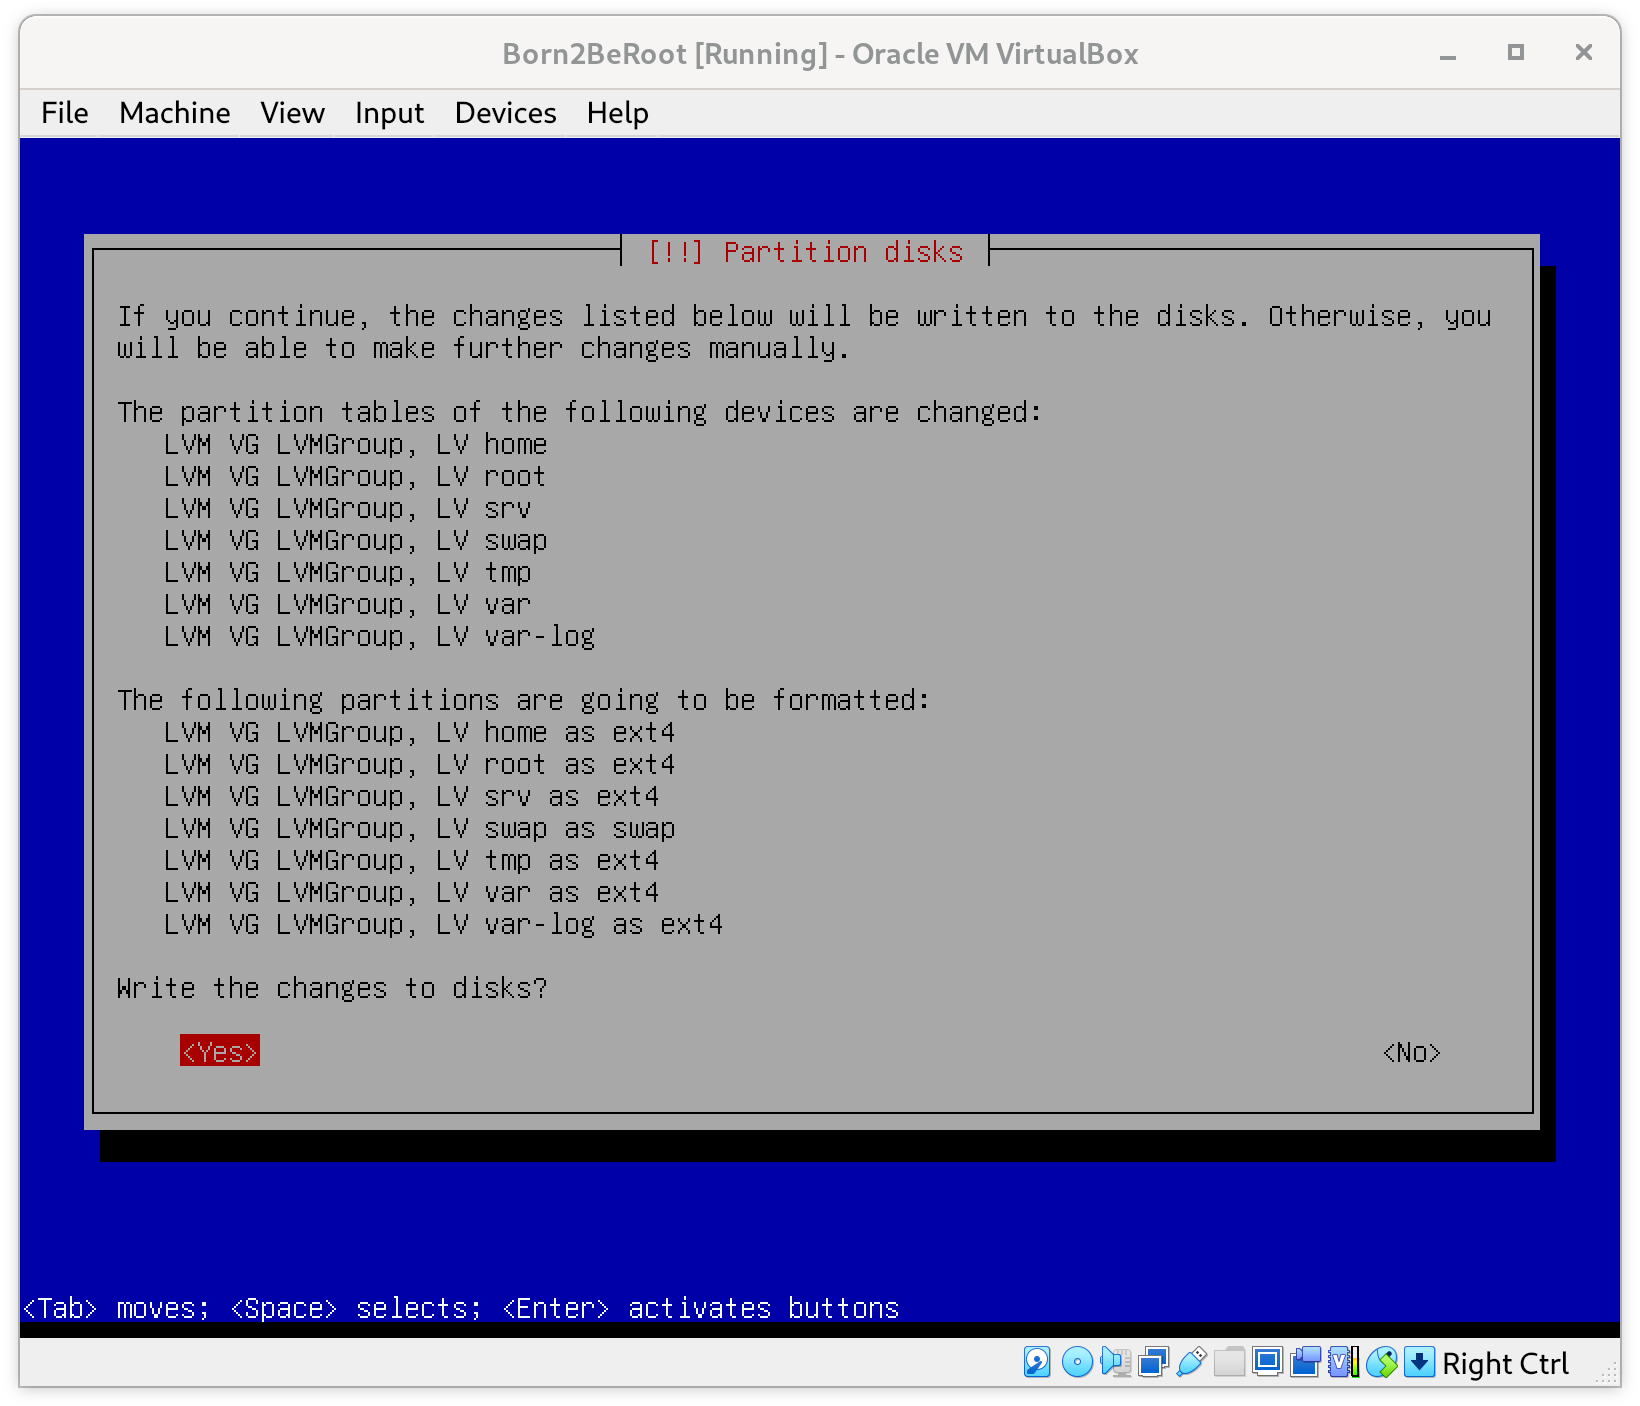 Born2BeRoot [Running] - Oracle VM VirtualBox
File Machine View Input Devices Help
[!!] Partition disks
If you continue, the changes listed below will be written to the disks. Otherwise, you
will be able to make further changes manually.
The partition tables of the following devices are changed:
LVM VG LVMGroup, LV home
LVM VG LVMGroup, LV root
LVM VG LVMGroup, LV srv
LVM VG LVMGroup, LV swap
LVM VG LVMGroup, LV tmp
LVM VG LVMGroup, LV var
LVM VG LVMGroup, LV var-log
The following partitions are going to be formatted:
LVM VG LVMGroup, LV home as ext4
LVM VG LVMGroup, LV root as ext4
LVM VG LVMGroup, LV srv as ext4
LVM VG LVMGroup, LV swap as swap
LVM VG LVMGroup, LV tmp as ext4
LVM VG LVMGroup, LV var as ext4
LVM VG LVMGroup, LV var-log as ext4
Write the changes to disks?
<Yes> <No>
<Tab> moves; <Space> selects; <Enter> activates buttons
Right Ctrl